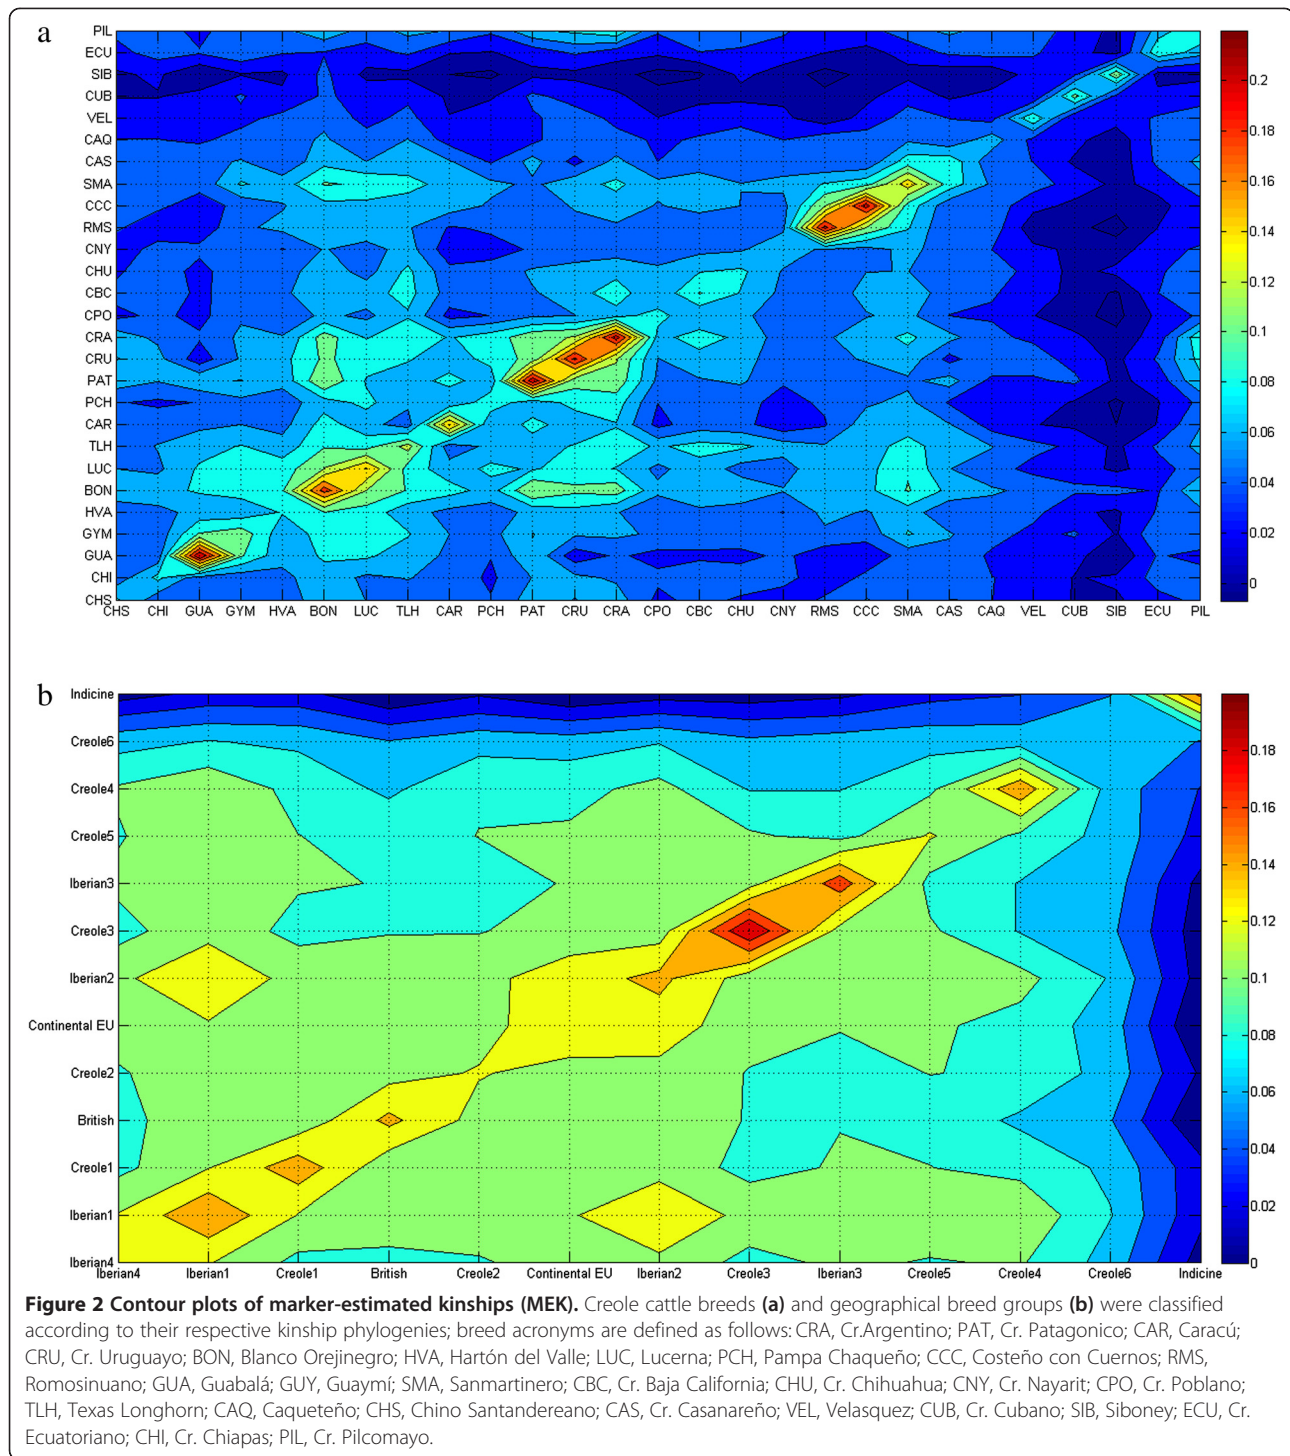 a
PIL
ECU
SIB
CUB
VEL
CAQ
CAS
SMA
CCC
RMS
CNY
CHU
CBC
CPO
CRA
CRU
PAT
PCH
CAR
TLH
LUC
BON
HVA
GYM
GUA
CHI
CHS
CHS CHI GUA GYM HVA BON LUC TLH CAR PCH PAT CRU CRA CPO CBC CHU CNY RMS CCC SMA CAS CAQ VEL CUB SIB ECU PIL
0.2
0.18
0.16
0.14
0.12
0.1
0.08
0.06
0.04
0.02
0
b
Indicine
Creole6
Creole4
Creole5
Iberian3
Creole3
Iberian2
Continental EU
Creole2
British
Creole1
Iberian1
Iberian4
Iberian4 Iberian1 Creole1 British Creole2 Continental EU Iberian2 Creole3 Iberian3 Creole5 Creole4 Creole6 Indicine
0.18
0.16
0.14
0.12
0.1
0.08
0.06
0.04
0.02
0
Figure 2 Contour plots of marker-estimated kinships (MEK). Creole cattle breeds (a) and geographical breed groups (b) were classified
according to their respective kinship phylogenies; breed acronyms are defined as follows: CRA, Cr.Argentino; PAT, Cr. Patagonico; CAR, Caracú;
CRU, Cr. Uruguayo; BON, Blanco Orejinegro; HVA, Hartón del Valle; LUC, Lucerna; PCH, Pampa Chaqueño; CCC, Costeño con Cuernos; RMS,
Romosinuano; GUA, Guabalá; GUY, Guaymí; SMA, Sanmartinero; CBC, Cr. Baja California; CHU, Cr. Chihuahua; CNY, Cr. Nayarit; CPO, Cr. Poblano;
TLH, Texas Longhorn; CAQ, Caqueteño; CHS, Chino Santandereano; CAS, Cr. Casanareño; VEL, Velasquez; CUB, Cr. Cubano; SIB, Siboney; ECU, Cr.
Ecuatoriano; CHI, Cr. Chiapas; PIL, Cr. Pilcomayo.